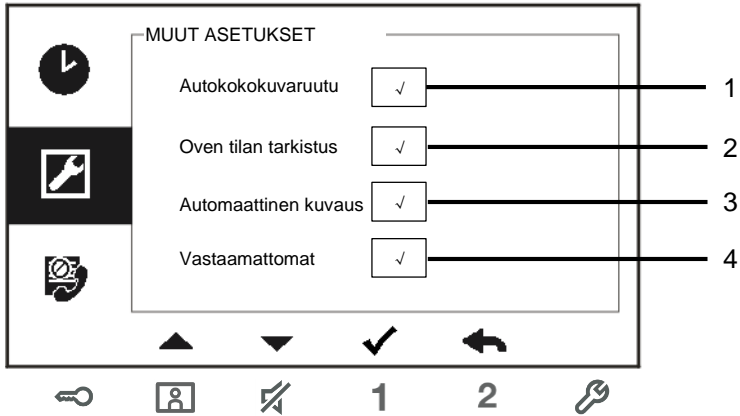 MUUT ASETUKSET
Autokokokuvaruutu √ 1
Oven tilan tarkistus √ 2
Automaattinen kuvaus √ 3
Vastaamattomat √ 4
1 2